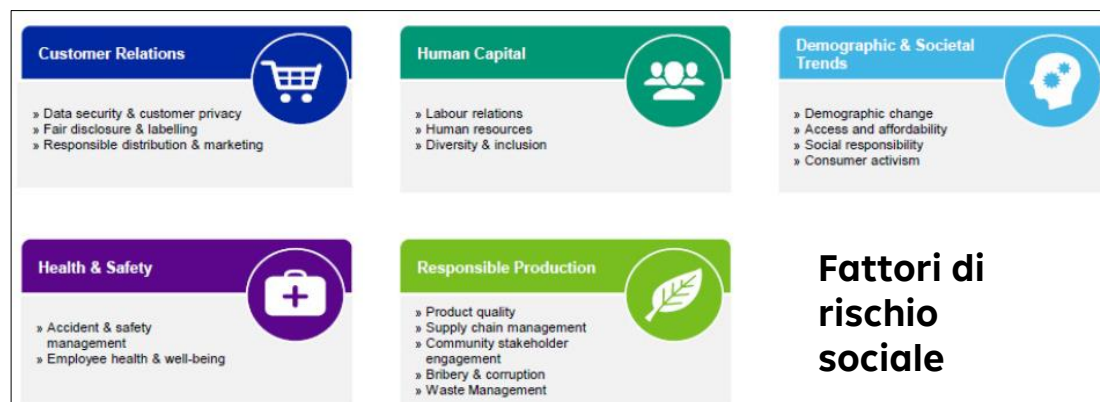 Customer Relations
» Data security & customer privacy
» Fair disclosure & labelling
» Responsible distribution & marketing
Human Capital
» Labour relations
» Human resources
» Diversity & inclusion
Demographic & Societal
Trends
» Demographic change
» Access and affordability
» Social responsibility
» Consumer activism
Health & Safety
» Accident & safety
management
» Employee health & well-being
Responsible Production
» Product quality
» Supply chain management
» Community stakeholder
engagement
» Bribery & corruption
» Waste Management
Fattori di
rischio
sociale